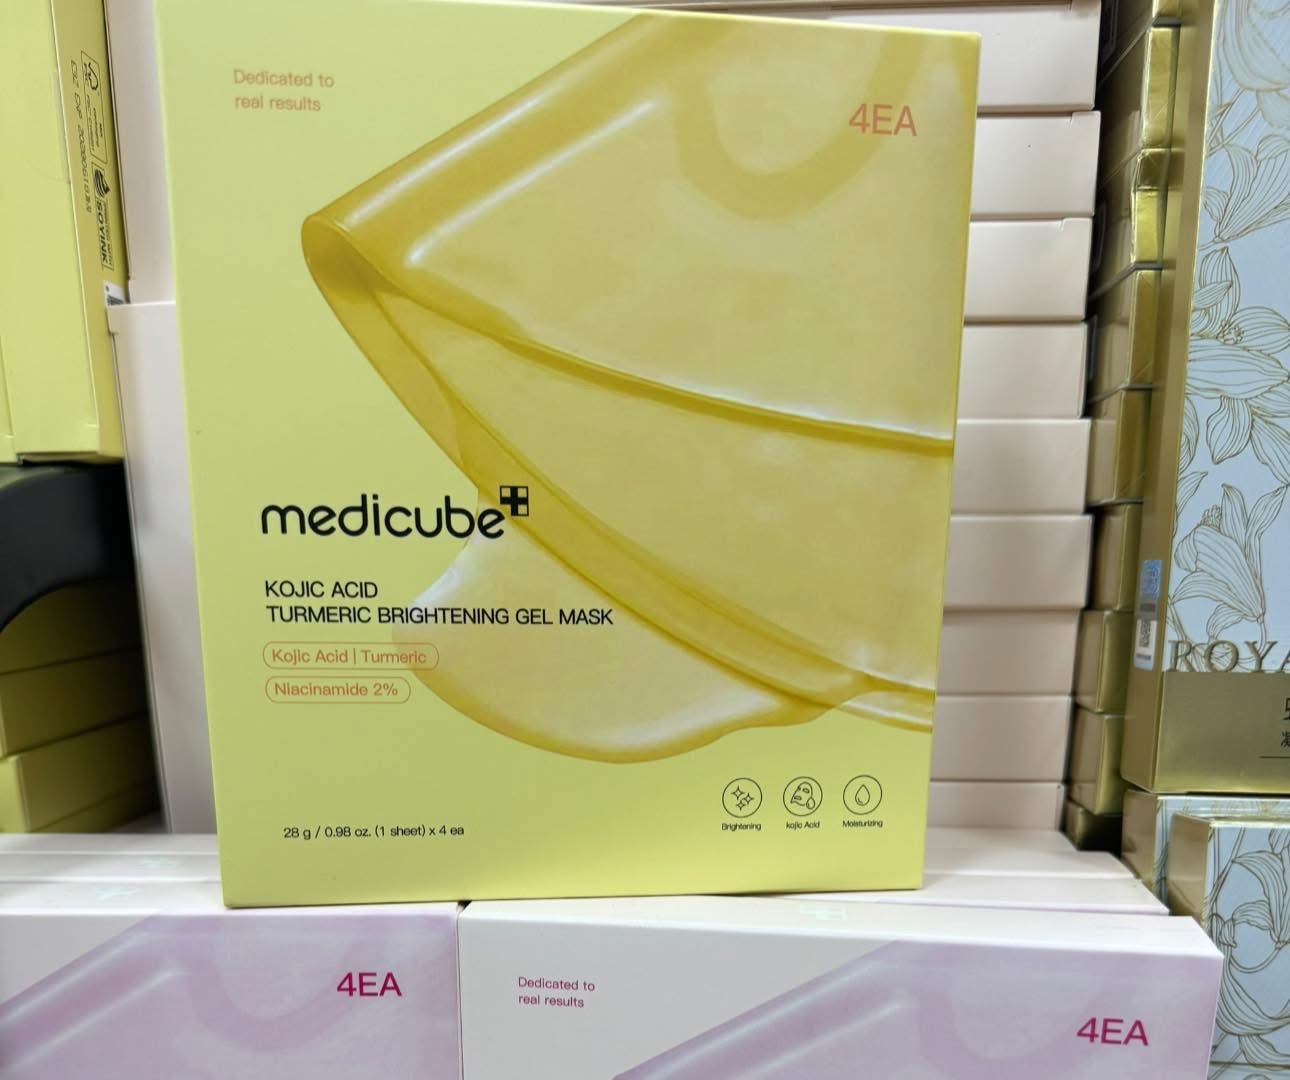 Dedicated to
real results
4EA
medicube
KOJIC ACID
TURMERIC BRIGHTENING GEL MASK
Kojic Acid | Turmeric
Niacinamide 2%
28 g / 0.98 oz. (1 sheet) x 4 ea
Brightening
kojic Acid
Moisturizing
4EA
Dedicated to
real results
4EA
SOYINK
ROYA